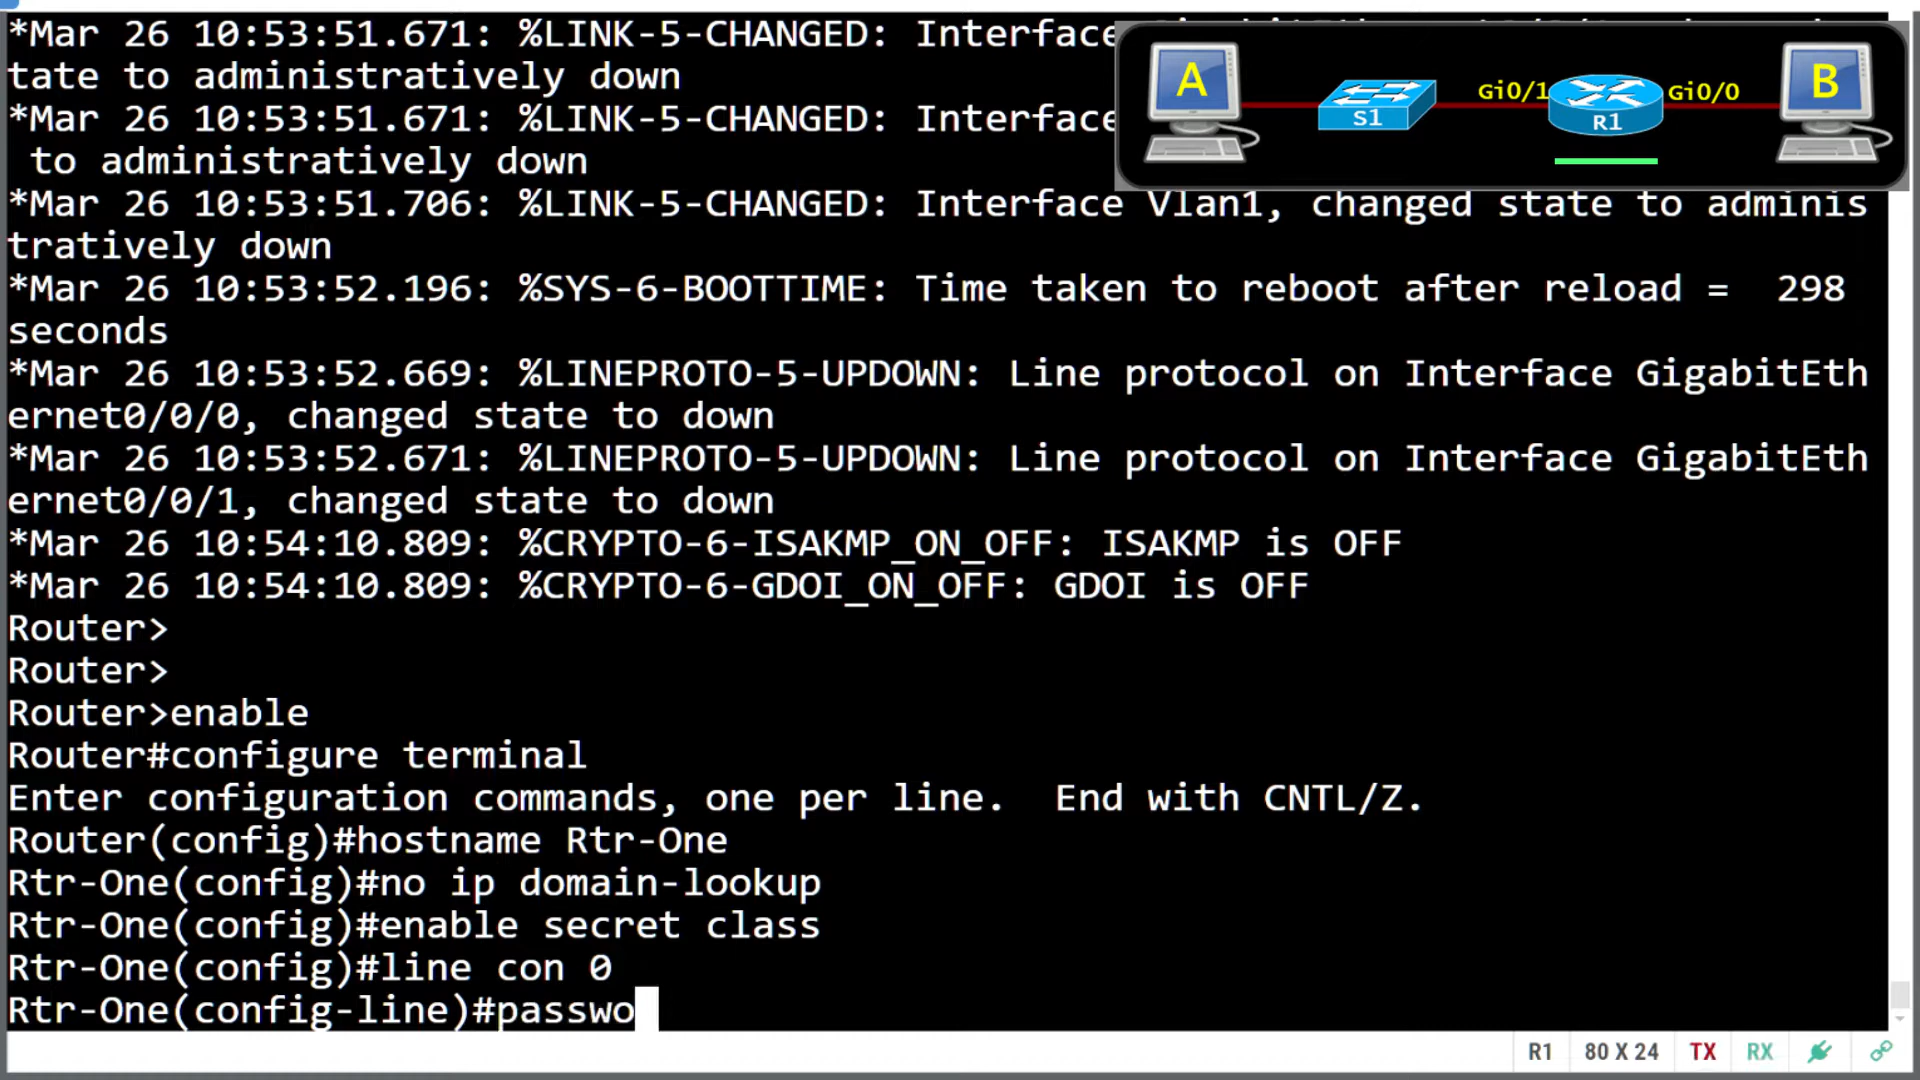 *Mar 26 10:53:51.671: %LINK-5-CHANGED: Interface
tate to administratively down
*Mar 26 10:53:51.671: %LINK-5-CHANGED: Interface
 to administratively down
*Mar 26 10:53:51.706: %LINK-5-CHANGED: Interface Vlan1, changed state to adminis
tratively down
*Mar 26 10:53:52.196: %SYS-6-BOOTTIME: Time taken to reboot after reload =  298
seconds
*Mar 26 10:53:52.669: %LINEPROTO-5-UPDOWN: Line protocol on Interface GigabitEth
ernet0/0/0, changed state to down
*Mar 26 10:53:52.671: %LINEPROTO-5-UPDOWN: Line protocol on Interface GigabitEth
ernet0/0/1, changed state to down
*Mar 26 10:54:10.809: %CRYPTO-6-ISAKMP_ON_OFF: ISAKMP is OFF
*Mar 26 10:54:10.809: %CRYPTO-6-GDOI_ON_OFF: GDOI is OFF
Router>
Router>
Router>enable
Router#configure terminal
Enter configuration commands, one per line.  End with CNTL/Z.
Router(config)#hostname Rtr-One
Rtr-One(config)#no ip domain-lookup
Rtr-One(config)#enable secret class
Rtr-One(config)#line con 0
Rtr-One(config-line)#passwo
A S1 Gi0/1 R1 Gi0/0 B
R1 80 X 24 TX RX